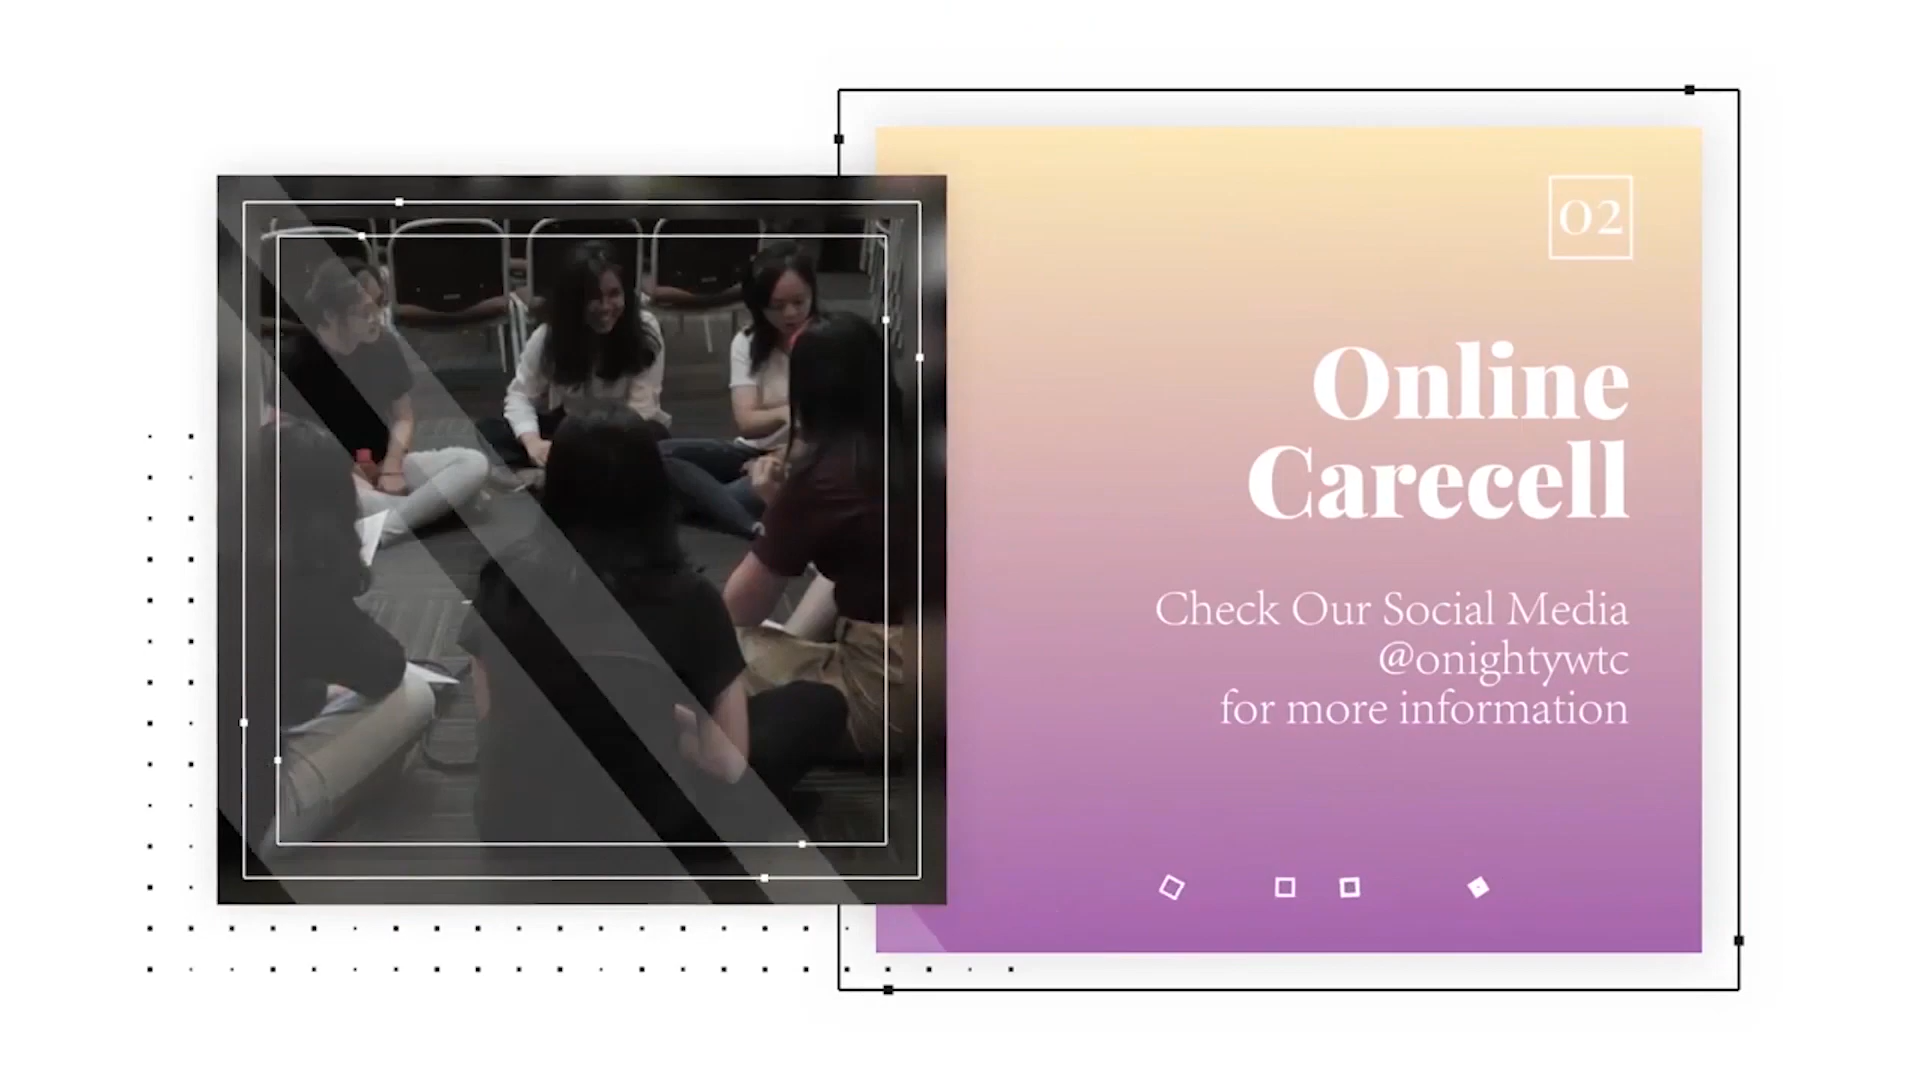 02
Online
Carecell
Check Our Social Media
@onightywtc
for more information